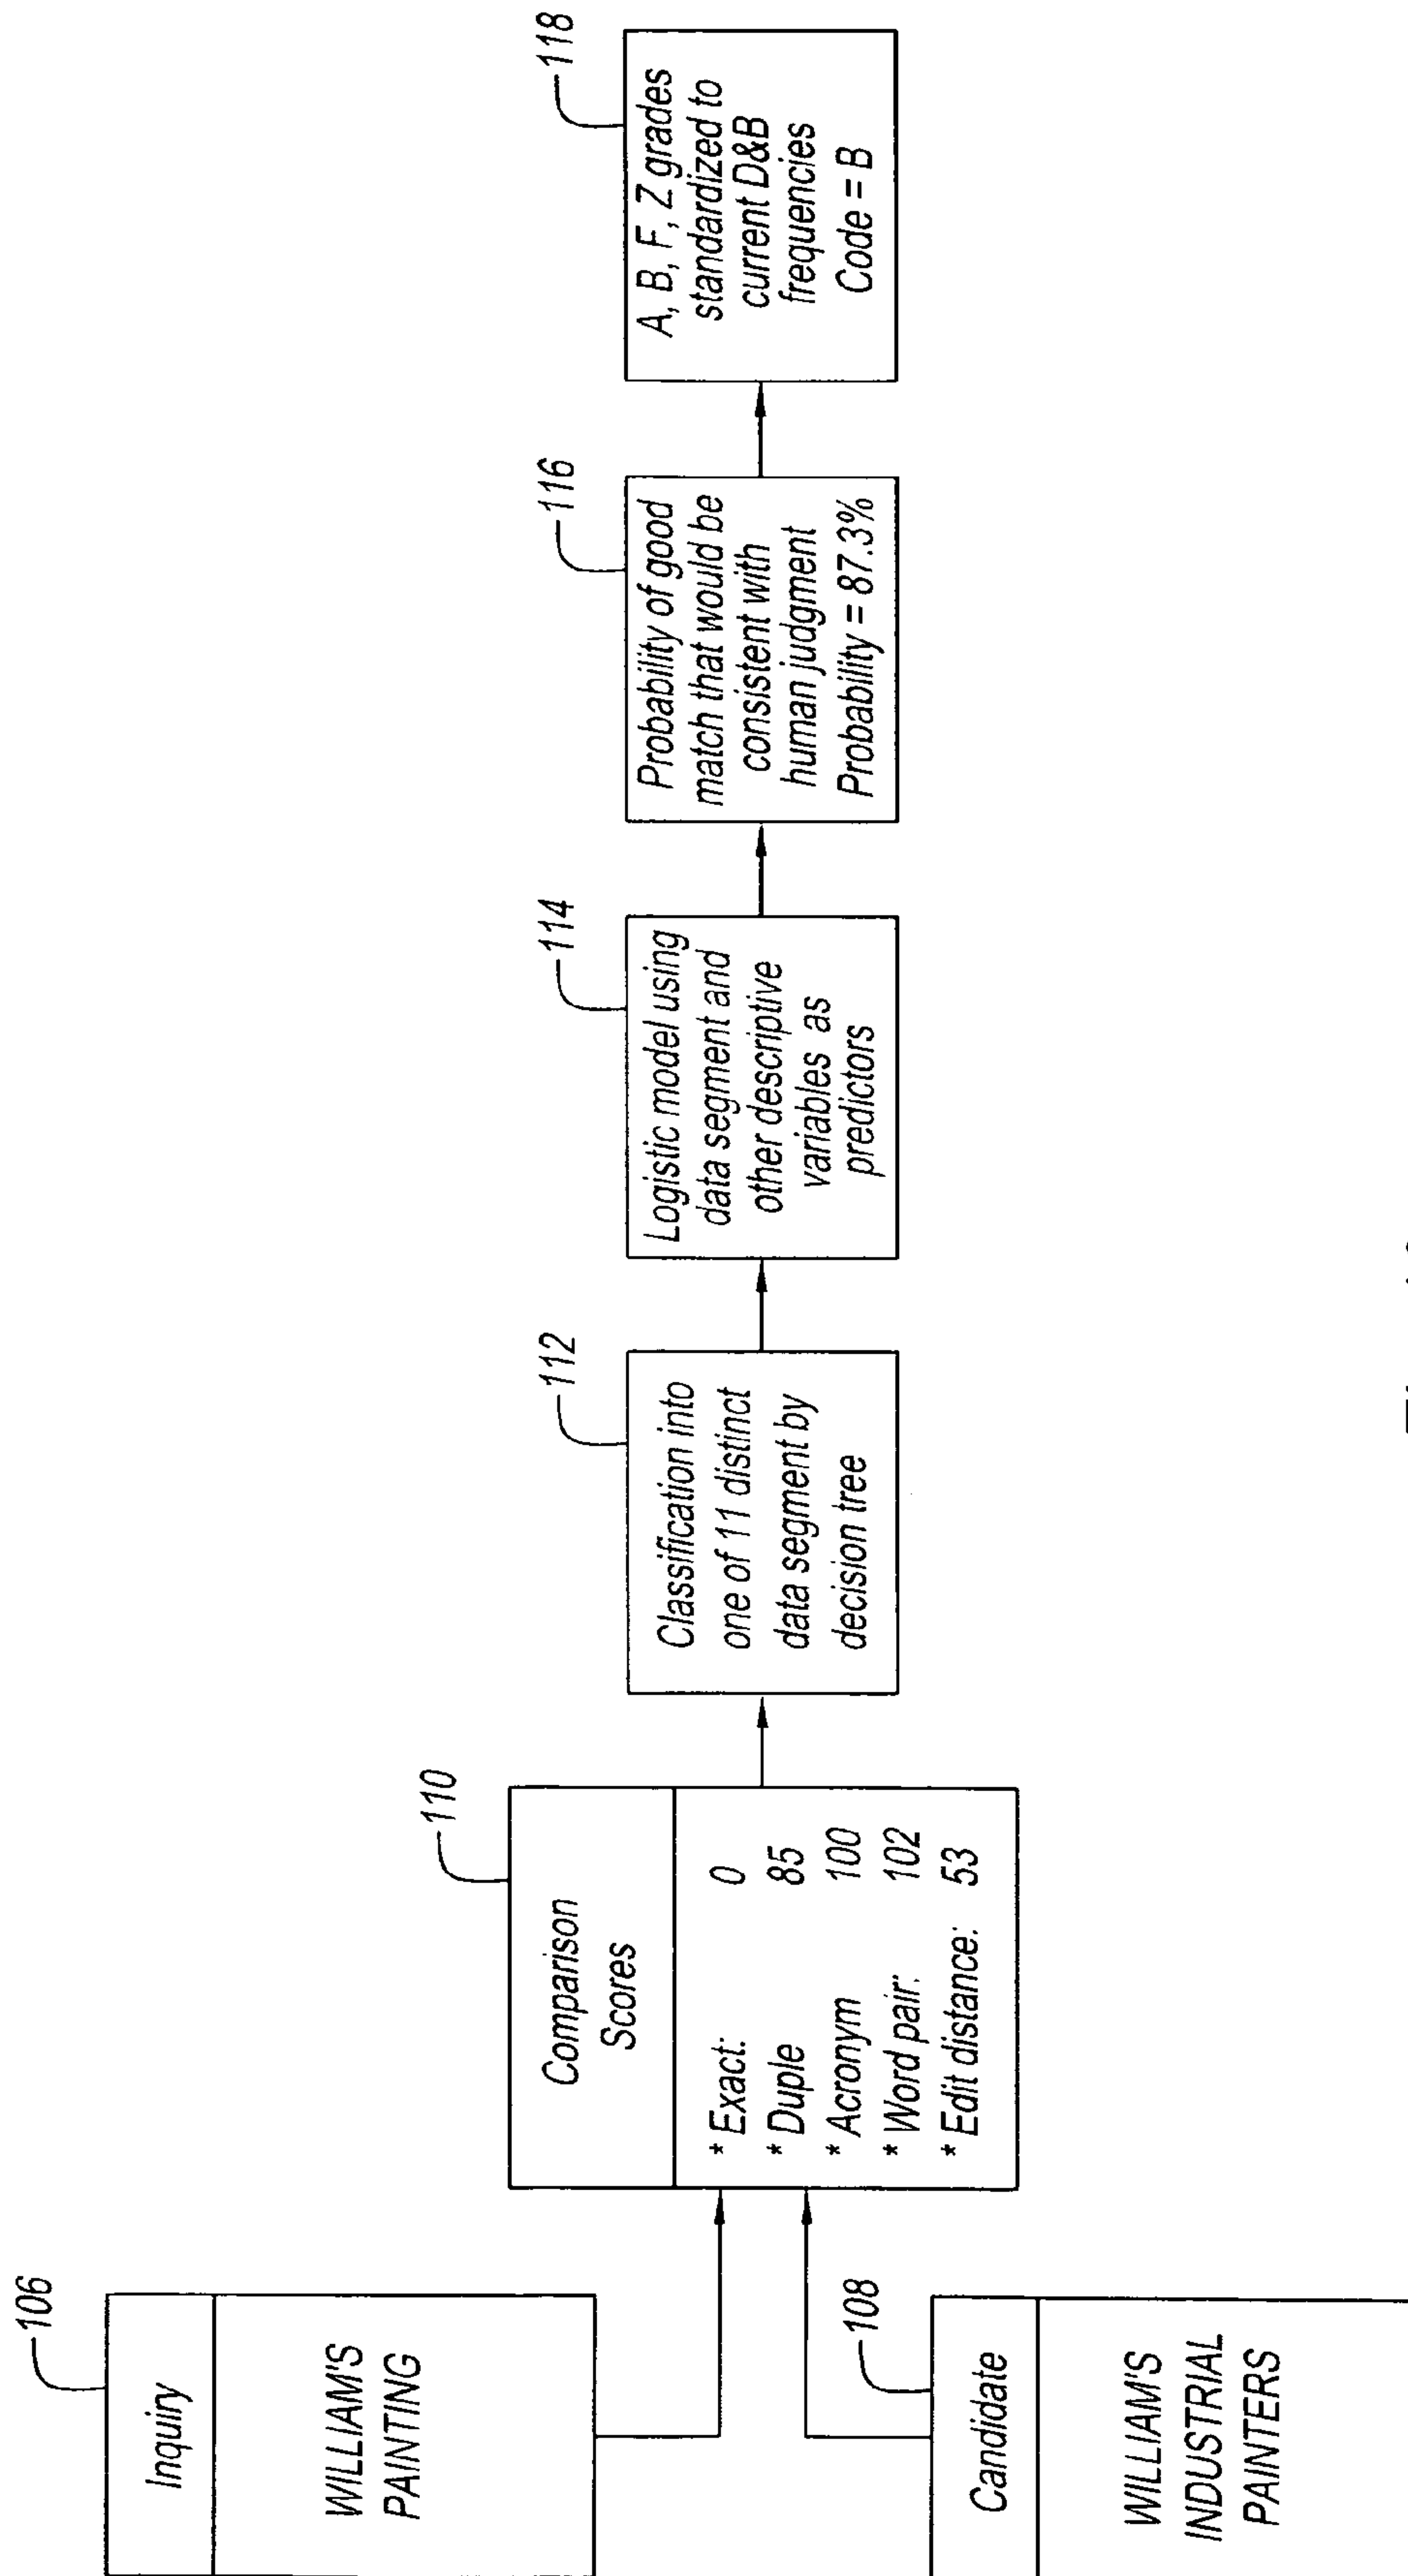 106
Inquiry
WILLIAM'S
PAINTING
108
Candidate
WILLIAM'S
INDUSTRIAL
PAINTERS
110
Comparison
Scores
* Exact: 0
* Duple 85
* Acronym 100
* Word pair: 102
* Edit distance: 53
112
Classification into
one of 11 distinct
data segment by
decision tree
114
Logistic model using
data segment and
other descriptive
variables as
predictors
116
Probability of good
match that would be
consistent with
human judgment
Probability = 87.3%
118
A, B, F, Z grades
standardized to
current D&B
frequencies
Code = B